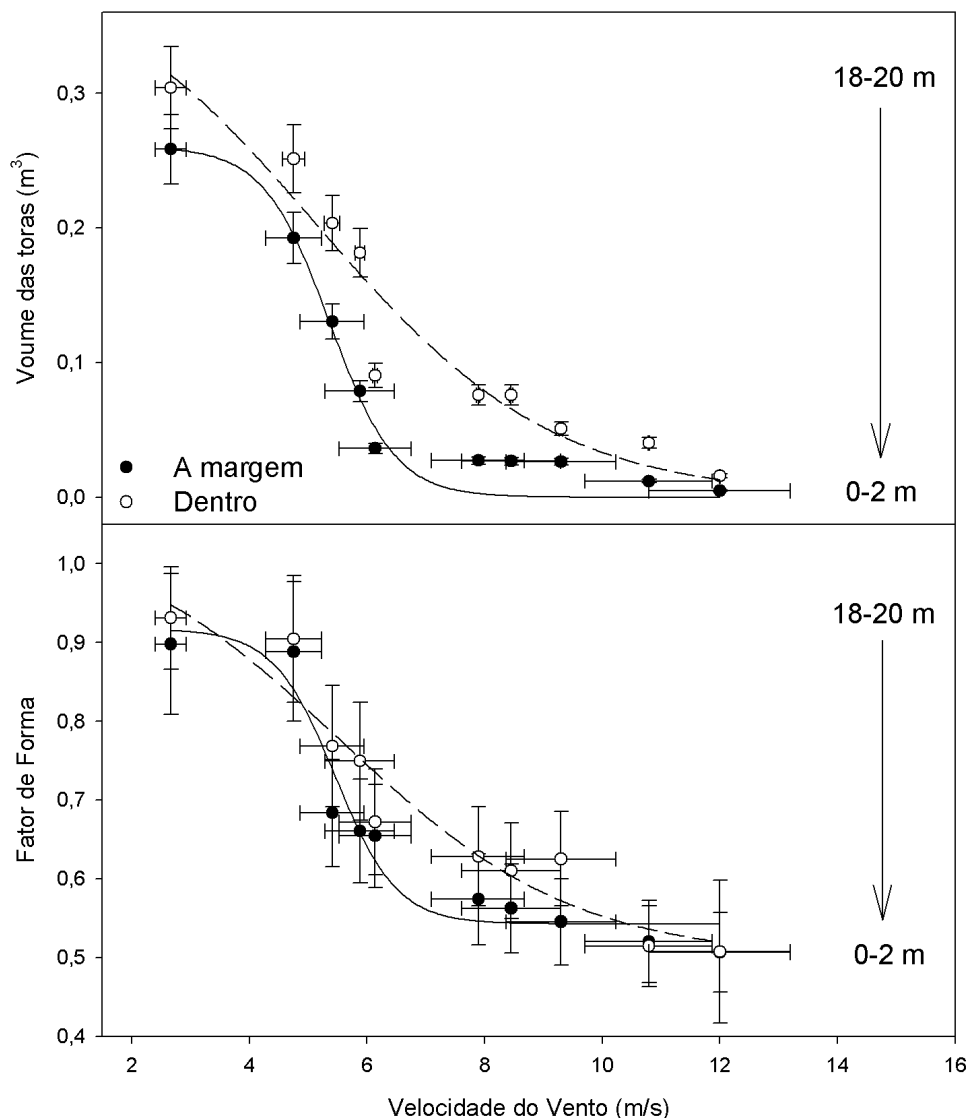 Voume das toras (m³)
0,3
0,2
0,1
0,0
A margem
Dentro
18-20 m
0-2 m
Fator de Forma
1,0
0,9
0,8
0,7
0,6
0,5
0,4
18-20 m
0-2 m
2 4 6 8 10 12 14 16
Velocidade do Vento (m/s)